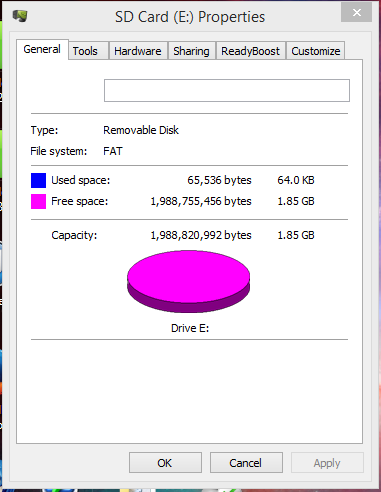 SD Card (E:) Properties
General Tools Hardware Sharing ReadyBoost Customize
Type: Removable Disk
File system: FAT
Used space: 65,536 bytes 64.0 KB
Free space: 1,988,755,456 bytes 1.85 GB
Capacity: 1,988,820,992 bytes 1.85 GB
Drive E:
OK Cancel Apply